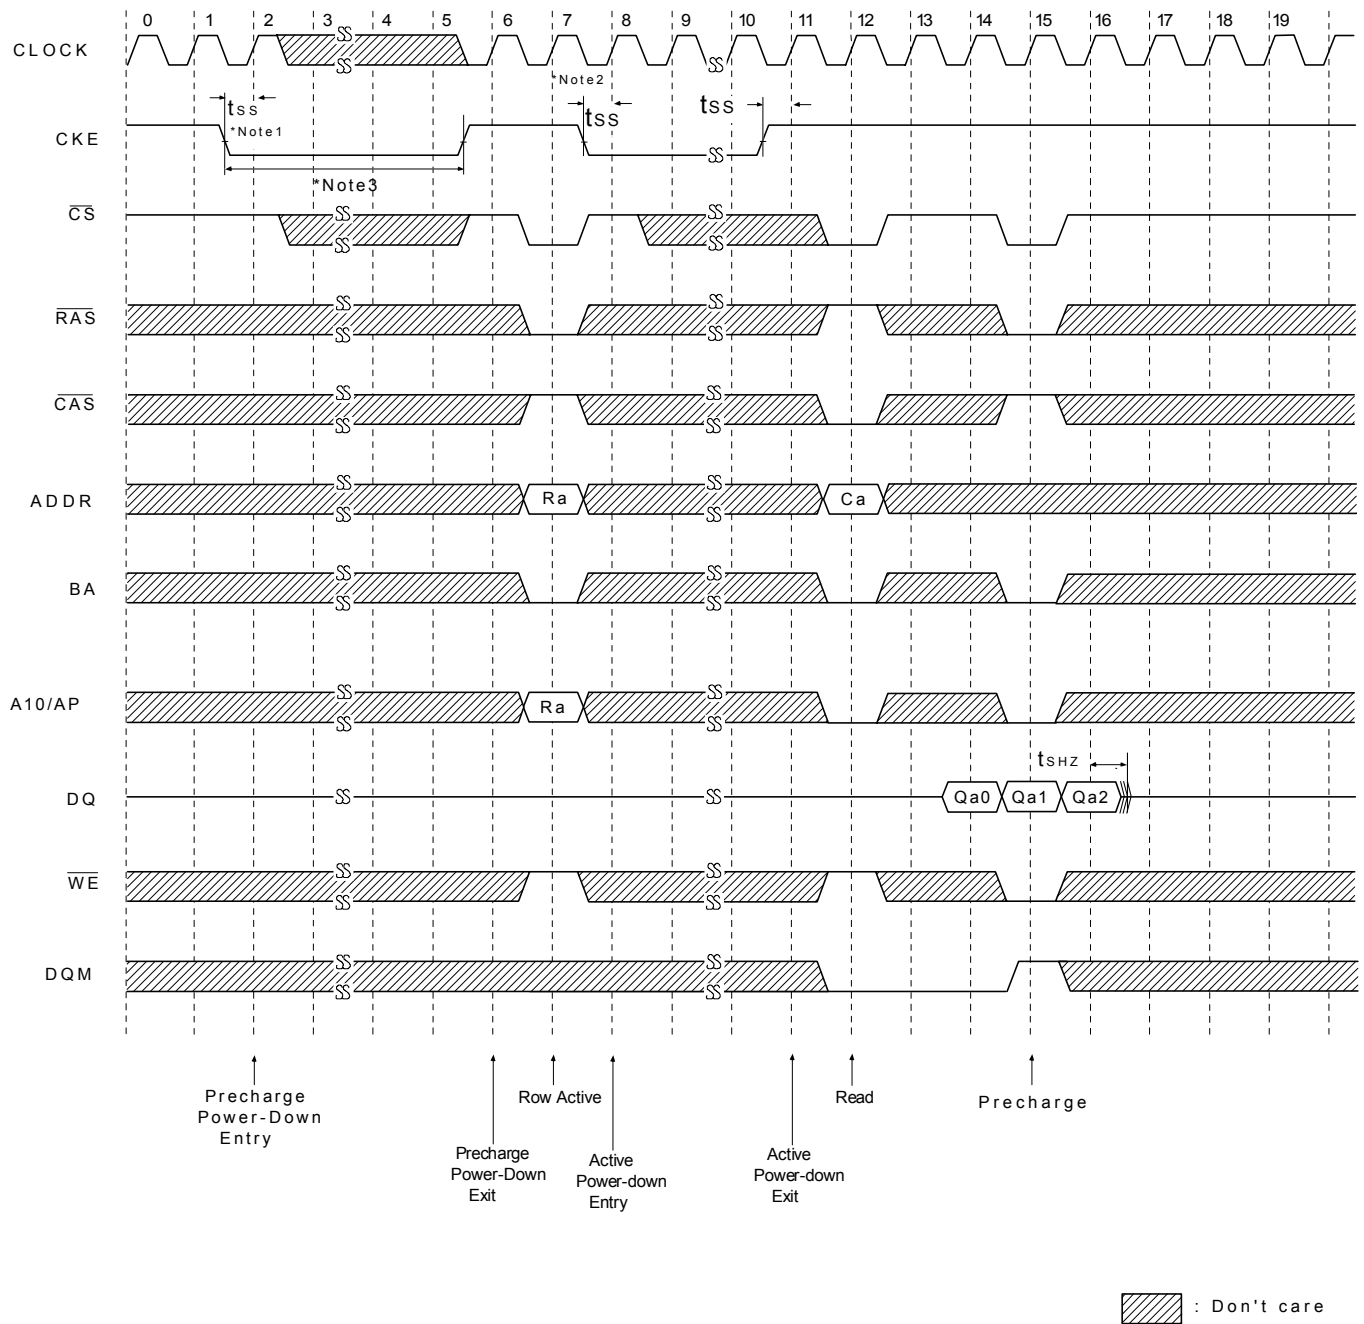 0 1 2 3 4 5 6 7 8 9 10 11 12 13 14 15 16 17 18 19
CLOCK
*Note2
tSS
tSS
tSS
*Note1
CKE
*Note3
CS
RAS
CAS
ADDR
Ra
Ca
BA
A10/AP
Ra
tSHZ
DQ
Qa0
Qa1
Qa2
WE
DQM
Precharge
Power-Down
Entry
Precharge
Power-Down
Exit
Row Active
Active
Power-down
Entry
Active
Power-down
Exit
Read
Precharge
: Don't care